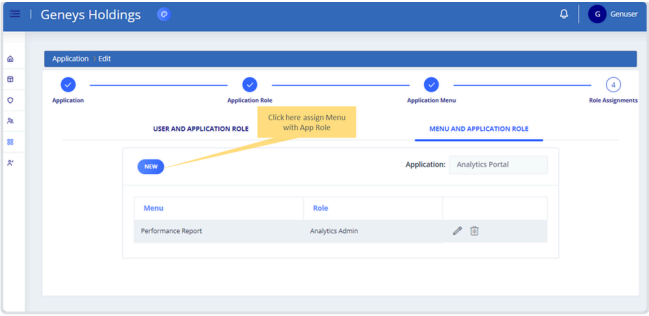 Geneys Holdings
G
Genuser
Application > Edit
4
Application
Application Role
Application Menu
Role Assignments
Click here assign Menu
with App Role
USER AND APPLICATION ROLE
MENU AND APPLICATION ROLE
NEW
Application:
Analytics Portal
Menu
Role
Performance Report
Analytics Admin